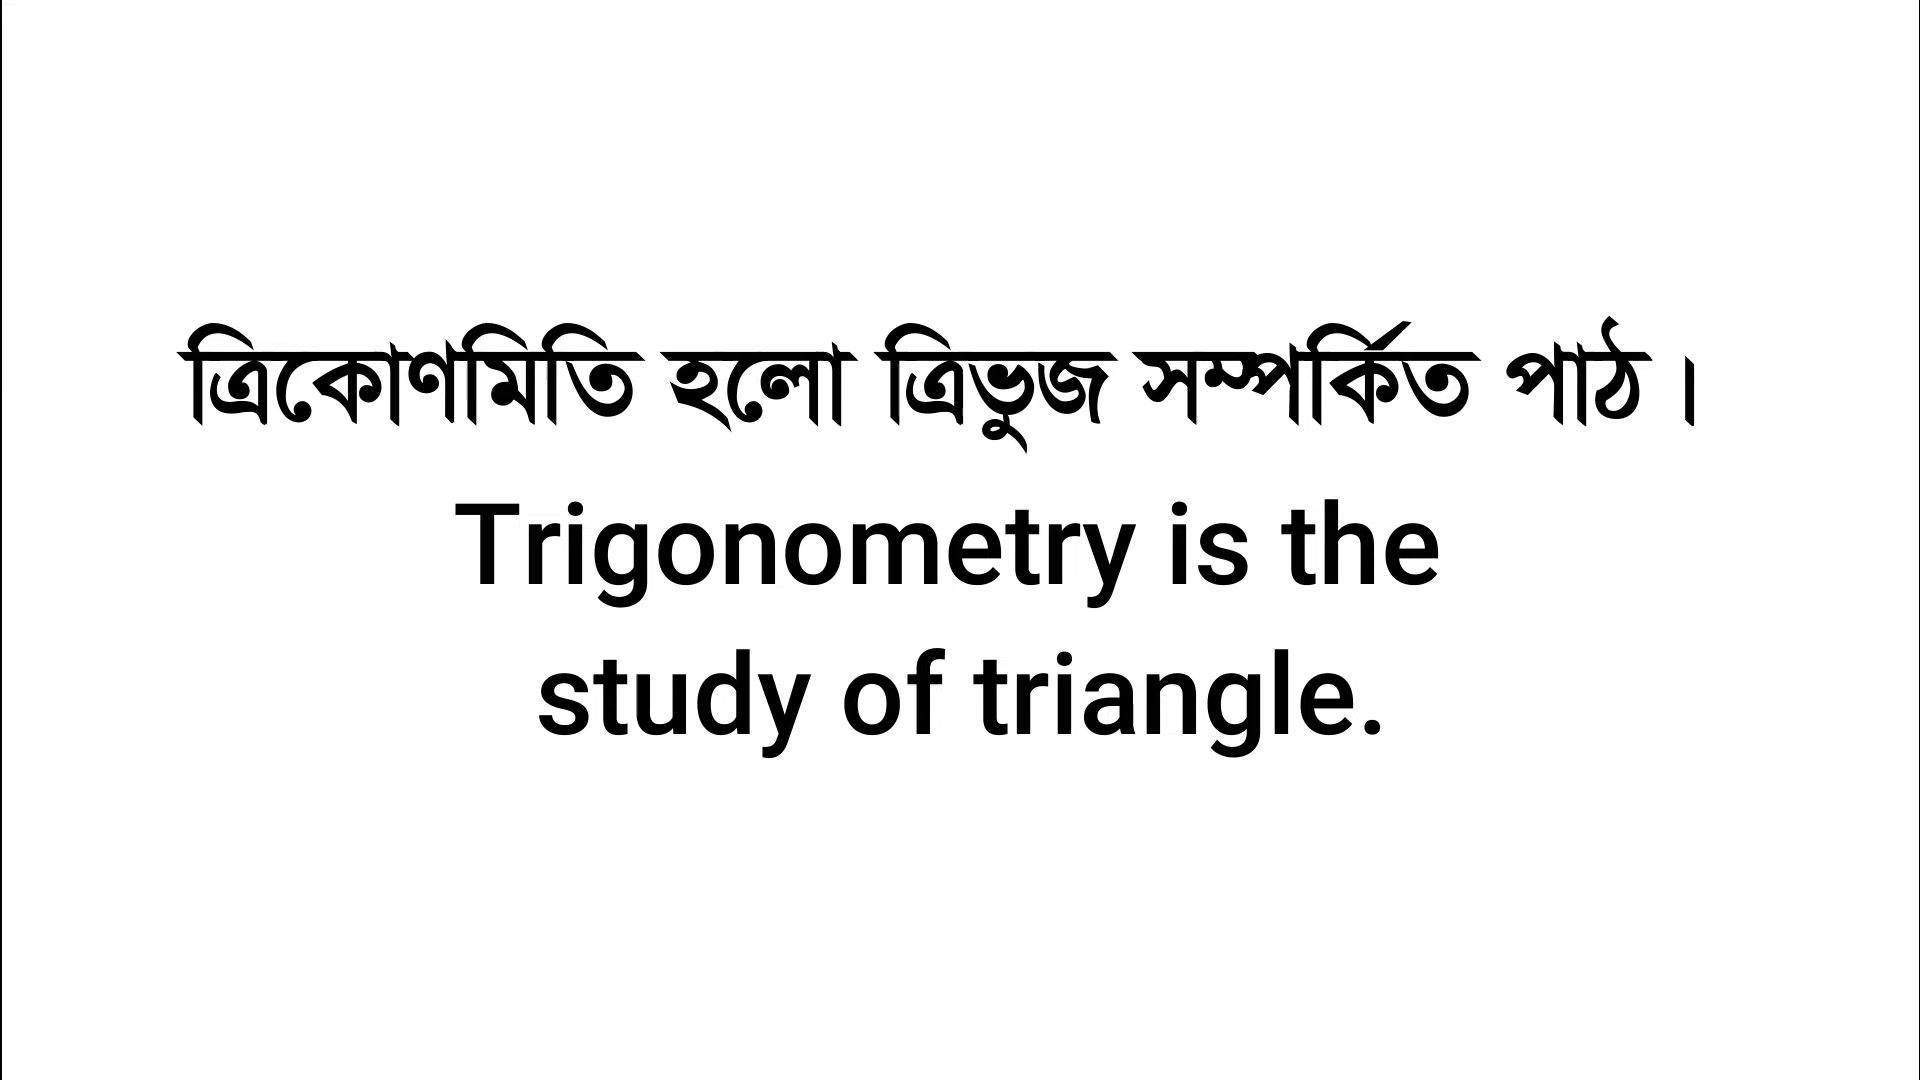 ত্রিকোণমিতি হলো ত্রিভুজ সম্পর্কিত পাঠ।
Trigonometry is the
study of triangle.